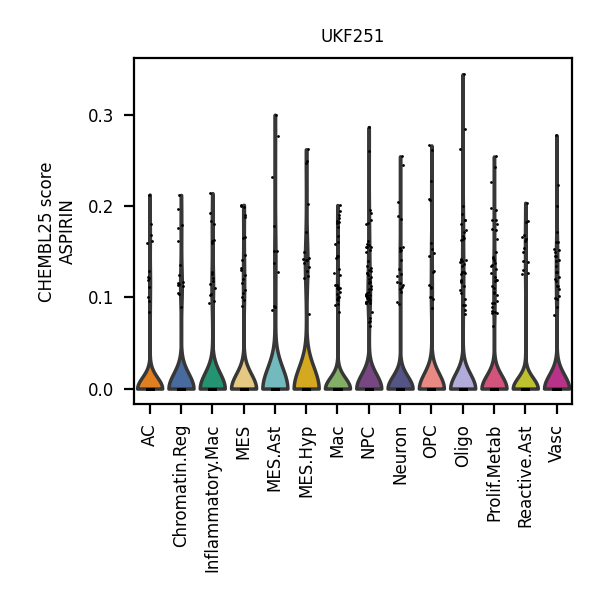 UKF251
CHEMBL25 score
ASPIRIN
0.3
0.2
0.1
0.0
AC
Chromatin.Reg
Inflammatory.Mac
MES
MES.Ast
MES.Hyp
Mac
NPC
Neuron
OPC
Oligo
Prolif.Metab
Reactive.Ast
Vasc